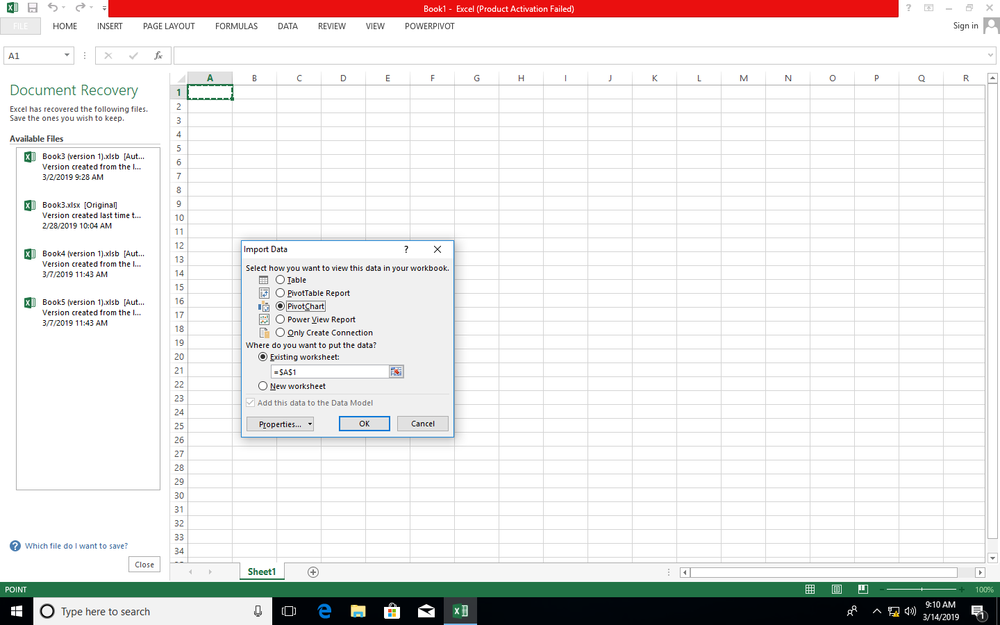 Book1 - Excel (Product Activation Failed)
FILE HOME INSERT PAGE LAYOUT FORMULAS DATA REVIEW VIEW POWERPIVOT Sign in
A1 fx
Document Recovery
Excel has recovered the following files.
Save the ones you wish to keep.
Available Files
Book3 (version 1).xlsb [Aut...
Version created from the l...
3/2/2019 9:28 AM
Book3.xlsx [Original]
Version created last time t...
2/28/2019 10:04 AM
Book4 (version 1).xlsb [Aut...
Version created from the l...
3/7/2019 11:43 AM
Book5 (version 1).xlsb [Aut...
Version created from the l...
3/7/2019 11:43 AM
Which file do I want to save?
Close
A B C D E F G H I J K L M N O P Q R
1
2
3
4
5
6
7
8
9
10
11
12
13
14
15
16
17
18
19
20
21
22
23
24
25
26
27
28
29
30
31
32
33
34
Import Data ?
Select how you want to view this data in your workbook.
Table
PivotTable Report
PivotChart
Power View Report
Only Create Connection
Where do you want to put the data?
Existing worksheet:
=$A$1
New worksheet
Add this data to the Data Model
Properties... OK Cancel
Sheet1
POINT 100%
Type here to search
9:10 AM
3/14/2019
1